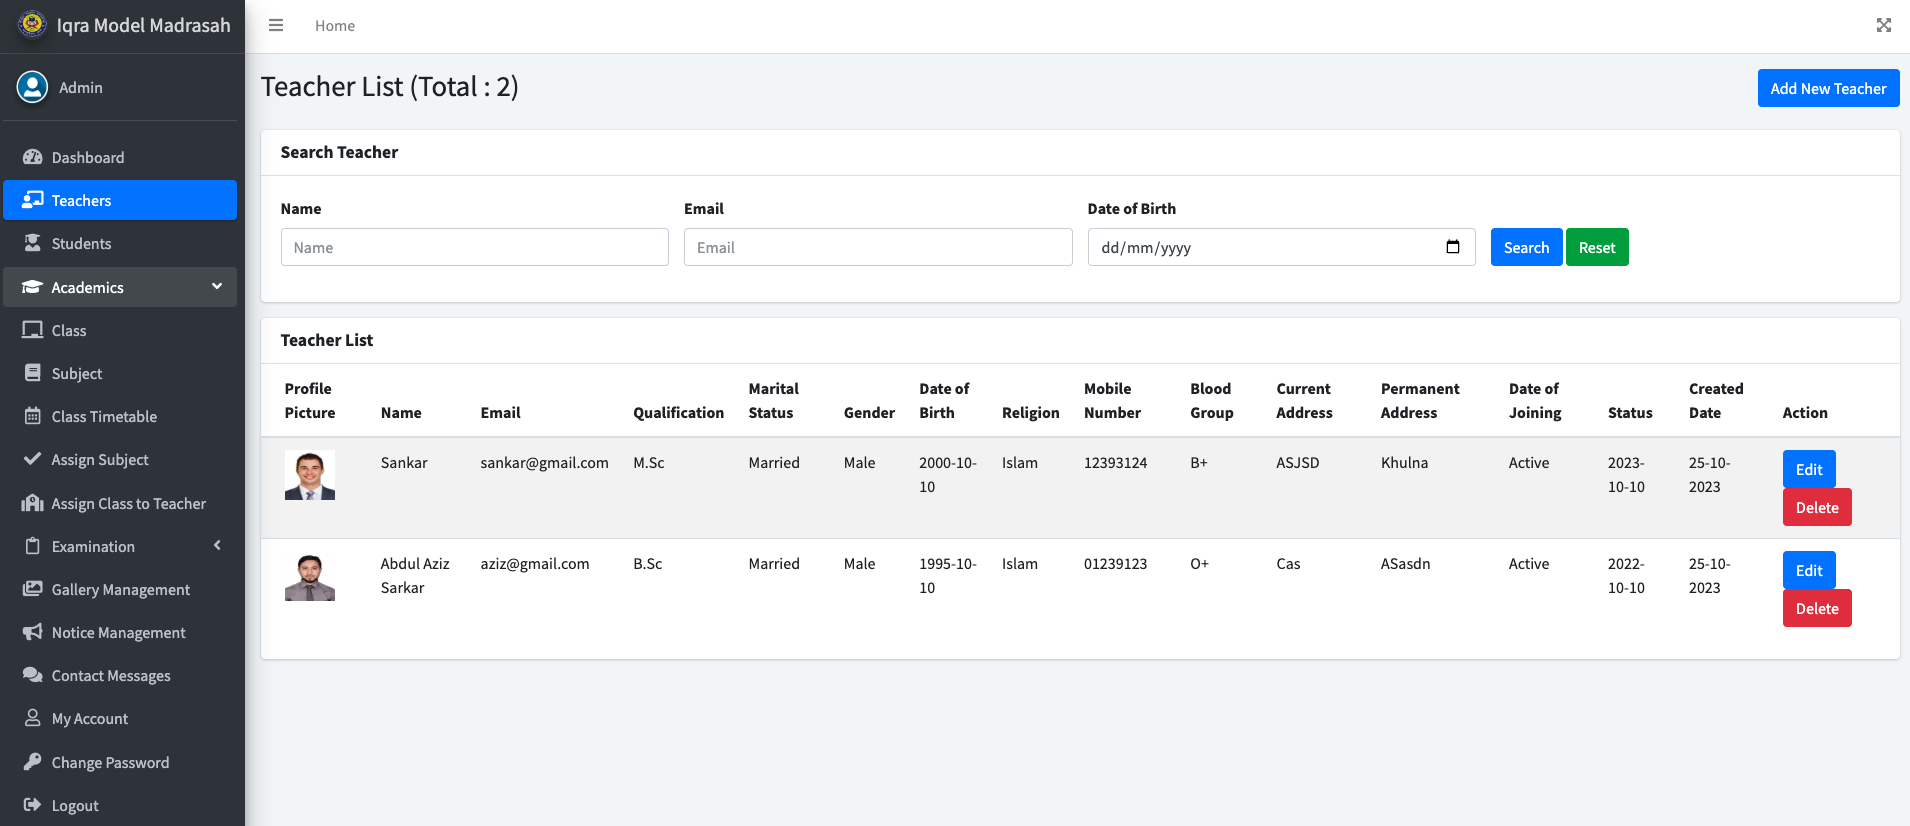 Iqra Model Madrasah
Home
Admin
Dashboard
Teachers
Students
Academics
Class
Subject
Class Timetable
Assign Subject
Assign Class to Teacher
Examination
Gallery Management
Notice Management
Contact Messages
My Account
Change Password
Logout
Teacher List (Total : 2)
Add New Teacher
Search Teacher
Name Email Date of Birth
Name Email dd/mm/yyyy Search Reset
Teacher List
Profile Picture Name Email Qualification Marital Status Gender Date of Birth Religion Mobile Number Blood Group Current Address Permanent Address Date of Joining Status Created Date Action
Sankar sankar@gmail.com M.Sc Married Male 2000-10-10 Islam 12393124 B+ ASJSD Khulna Active 2023-10-10 25-10-2023 Edit Delete
Abdul Aziz Sarkar aziz@gmail.com B.Sc Married Male 1995-10-10 Islam 01239123 O+ Cas ASasdn Active 2022-10-10 25-10-2023 Edit Delete